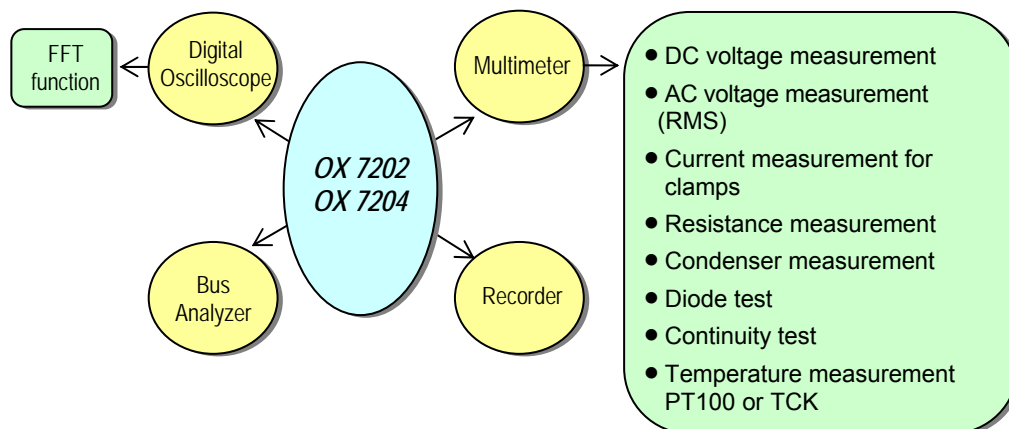 FFT
function
Digital
Oscilloscope
Multimeter
OX 7202
OX 7204
Bus
Analyzer
Recorder
● DC voltage measurement
● AC voltage measurement
(RMS)
● Current measurement for
clamps
● Resistance measurement
● Condenser measurement
● Diode test
● Continuity test
● Temperature measurement
PT100 or TCK